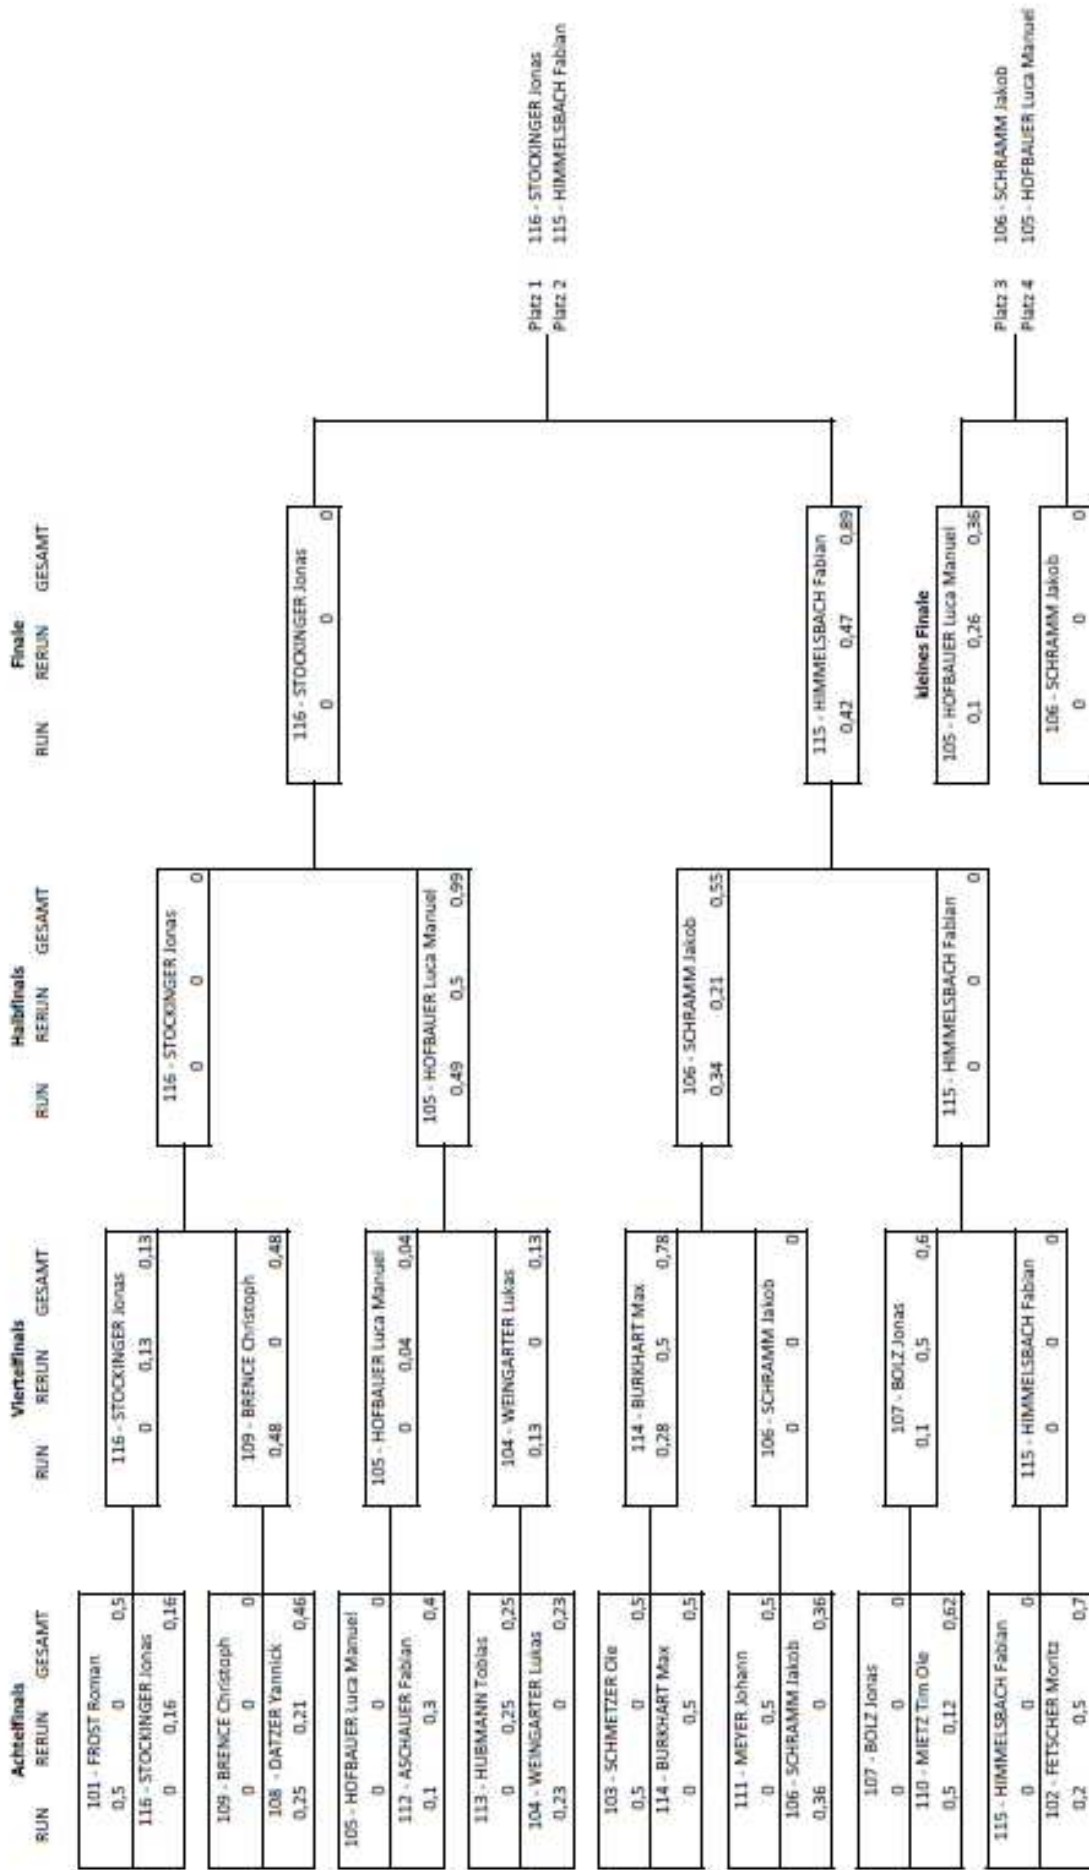 Achtelfinals
RUN RERUN GESAMT
101 - FROST Roman
0,5 0 0,5
116 - STOCKINGER Jonas
0 0,16 0,16
109 - BRENCE Christoph
0 0 0
108 - DATZER Yannick
0,25 0,21 0,46
105 - HOFBAUER Luca Manuel
0 0 0
112 - ASCHAUER Fabian
0,1 0,3 0,4
113 - HUBMANN Tobias
0 0,25 0,25
104 - WEINGARTER Lukas
0,23 0 0,23
103 - SCHMETZER Ole
0,5 0 0,5
114 - BURKHART Max
0 0,5 0,5
111 - MEYER Johann
0 0,5 0,5
106 - SCHRAMM Jakob
0,36 0 0,36
107 - BOLZ Jonas
0 0 0
110 - MIETZ Tim Ole
0,5 0,12 0,62
115 - HIMMELSBACH Fabian
0 0 0
102 - FETSCHER Moritz
0,2 0,5 0,7
Viertelfinals
RUN RERUN GESAMT
116 - STOCKINGER Jonas
0 0,13 0,13
109 - BRENCE Christoph
0,48 0 0,48
105 - HOFBAUER Luca Manuel
0 0,04 0,04
104 - WEINGARTER Lukas
0,13 0 0,13
114 - BURKHART Max
0,28 0,5 0,78
106 - SCHRAMM Jakob
0 0 0
107 - BOLZ Jonas
0,1 0,5 0,6
115 - HIMMELSBACH Fabian
0 0 0
Halbfinals
RUN RERUN GESAMT
116 - STOCKINGER Jonas
0 0 0
105 - HOFBAUER Luca Manuel
0,49 0,5 0,99
106 - SCHRAMM Jakob
0,34 0,21 0,55
115 - HIMMELSBACH Fabian
0 0 0
Finale
RUN RERUN GESAMT
116 - STOCKINGER Jonas
0 0 0
115 - HIMMELSBACH Fabian
0,42 0,47 0,89
kleines Finale
105 - HOFBAUER Luca Manuel
0,1 0,26 0,36
106 - SCHRAMM Jakob
0 0 0
Platz 1 116 - STOCKINGER Jonas
Platz 2 115 - HIMMELSBACH Fabian
Platz 3 106 - SCHRAMM Jakob
Platz 4 105 - HOFBAUER Luca Manuel